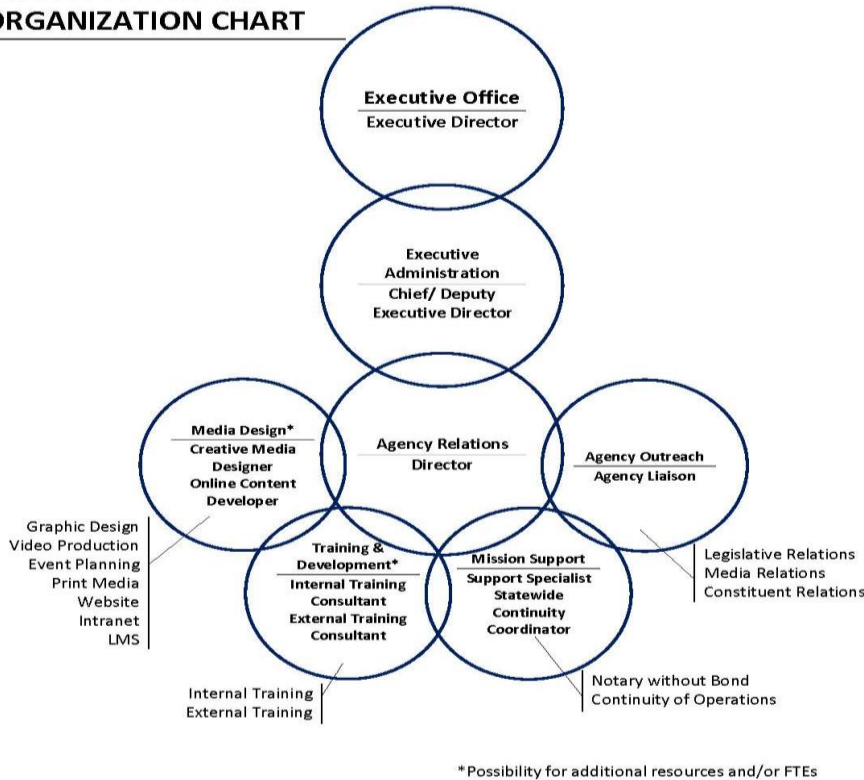 ORGANIZATION CHART
Executive Office
Executive Director
Executive
Administration
Chief/ Deputy
Executive Director
Agency Relations
Director
Media Design*
Creative Media
Designer
Online Content
Developer
Agency Outreach
Agency Liaison
Graphic Design
Video Production
Event Planning
Print Media
Website
Intranet
LMS
Training &
Development*
Internal Training
Consultant
External Training
Consultant
Mission Support
Support Specialist
Statewide
Continuity
Coordinator
Legislative Relations
Media Relations
Constituent Relations
Internal Training
External Training
Notary without Bond
Continuity of Operations
*Possibility for additional resources and/or FTEs